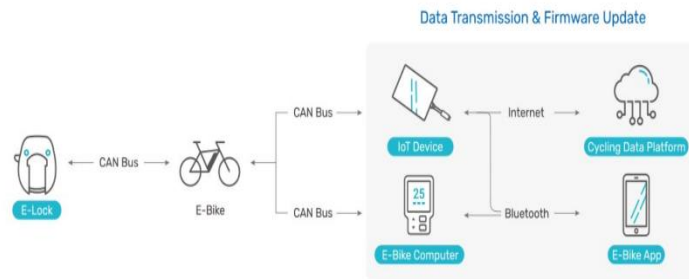 Data Transmission & Firmware Update
CAN Bus
Internet
IoT Device
Cycling Data Platform
CAN Bus
E-Lock
E-Bike
25
CAN Bus
Bluetooth
E-Bike Computer
E-Bike App